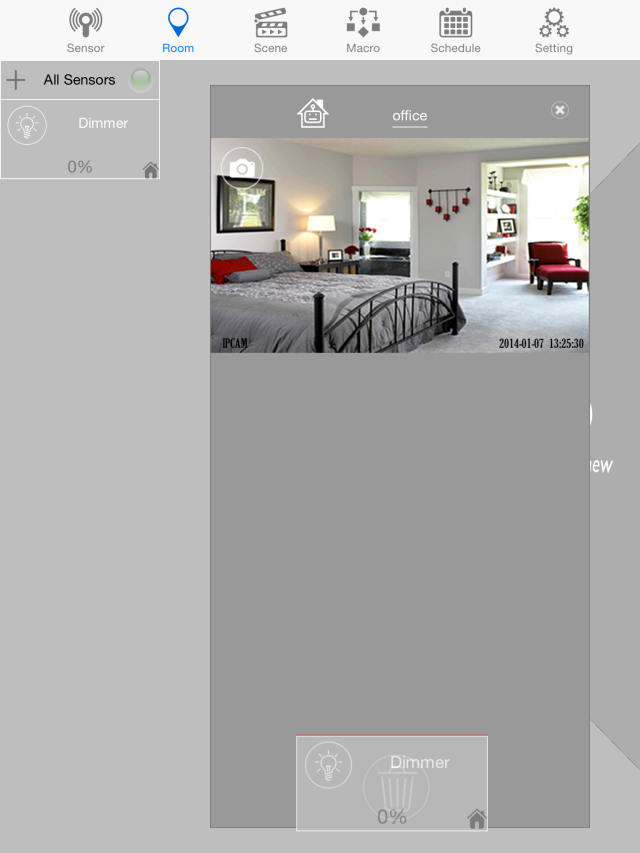 Sensor Room Scene Macro Schedule Setting
All Sensors
Dimmer
0%
office
IPCAM 2014-01-07 13:25:30
Dimmer
0%